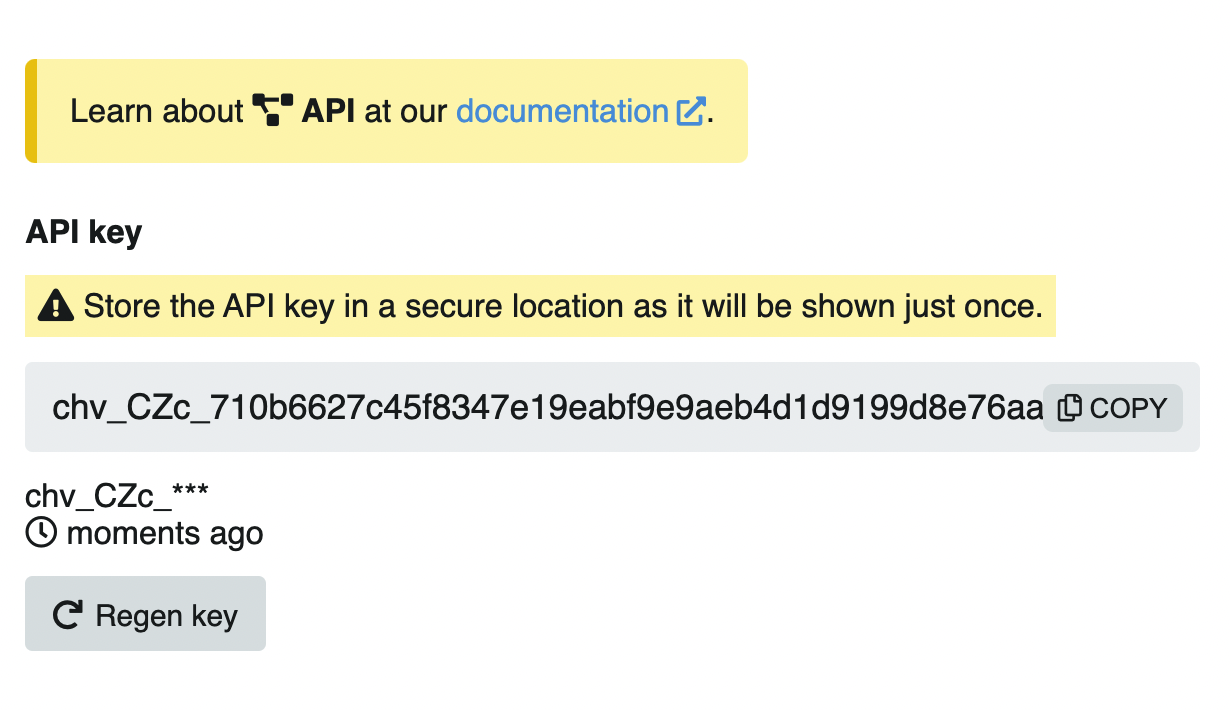 Learn about API at our documentation.
API key
Store the API key in a secure location as it will be shown just once.
chv_CZc_710b6627c45f8347e19eabf9e9aeb4d1d9199d8e76aa COPY
chv_CZc_***
moments ago
Regen key